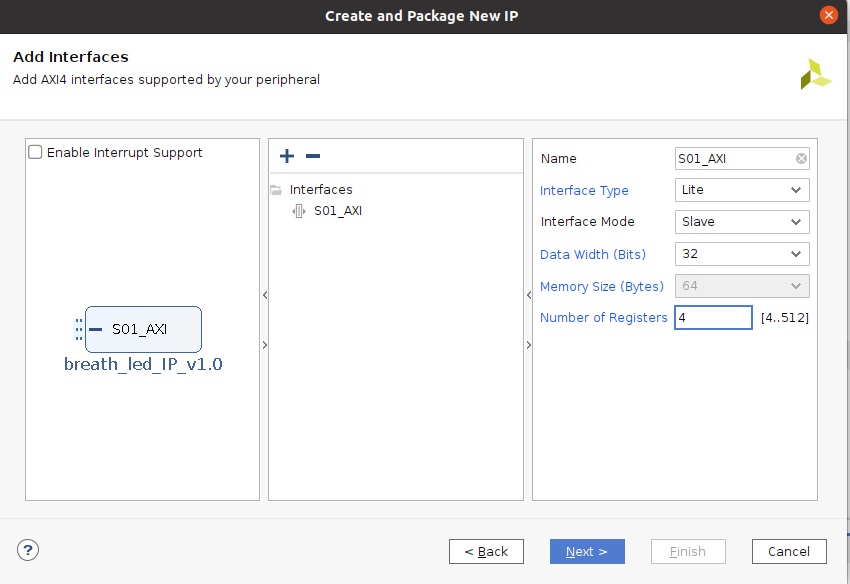 Create and Package New IP
Add Interfaces
Add AXI4 interfaces supported by your peripheral
Enable Interrupt Support
S01_AXI
breath_led_IP_v1.0
Interfaces
S01_AXI
Name S01_AXI
Interface Type Lite
Interface Mode Slave
Data Width (Bits) 32
Memory Size (Bytes) 64
Number of Registers 4 [4..512]
? < Back Next > Finish Cancel